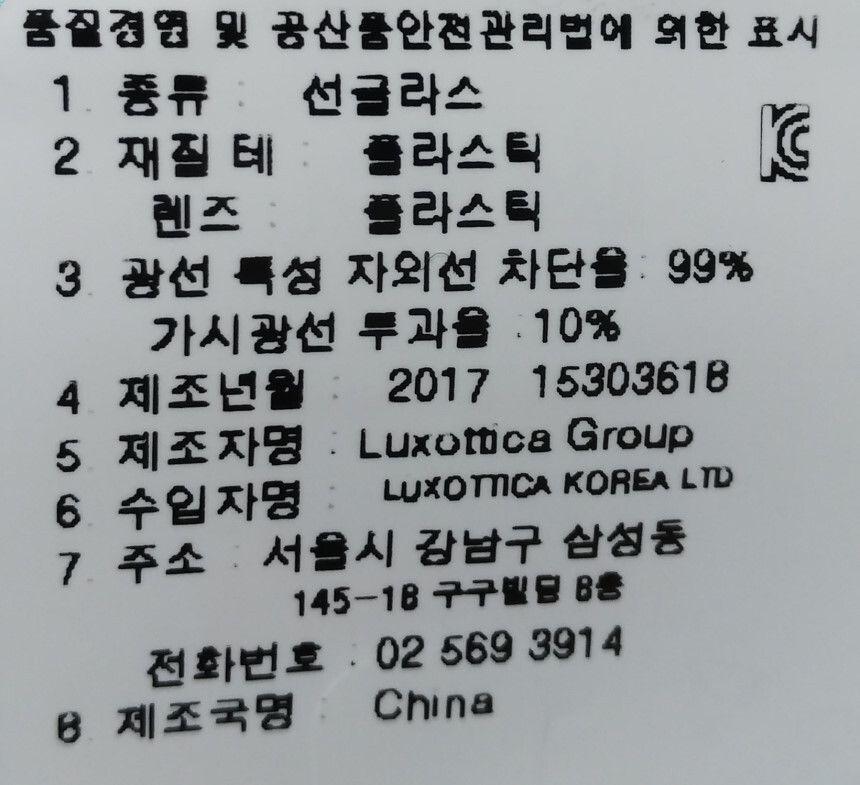 품질경영 및 공산품안전관리법에 의한 표시
1. 종류 : 선글라스
2. 재질 테 : 플라스틱
렌즈 : 플라스틱
KC
3. 광선 특성 자외선 차단율 : 99%
가시광선 투과율 : 10%
4. 제조년월 : 2017 15303618
5. 제조자명 : Luxottica Group
6. 수입자명 : LUXOTTICA KOREA LTD
7. 주소 : 서울시 강남구 삼성동
145-18 구구빌딩 8층
전화번호 : 02 569 3914
8. 제조국명 : China